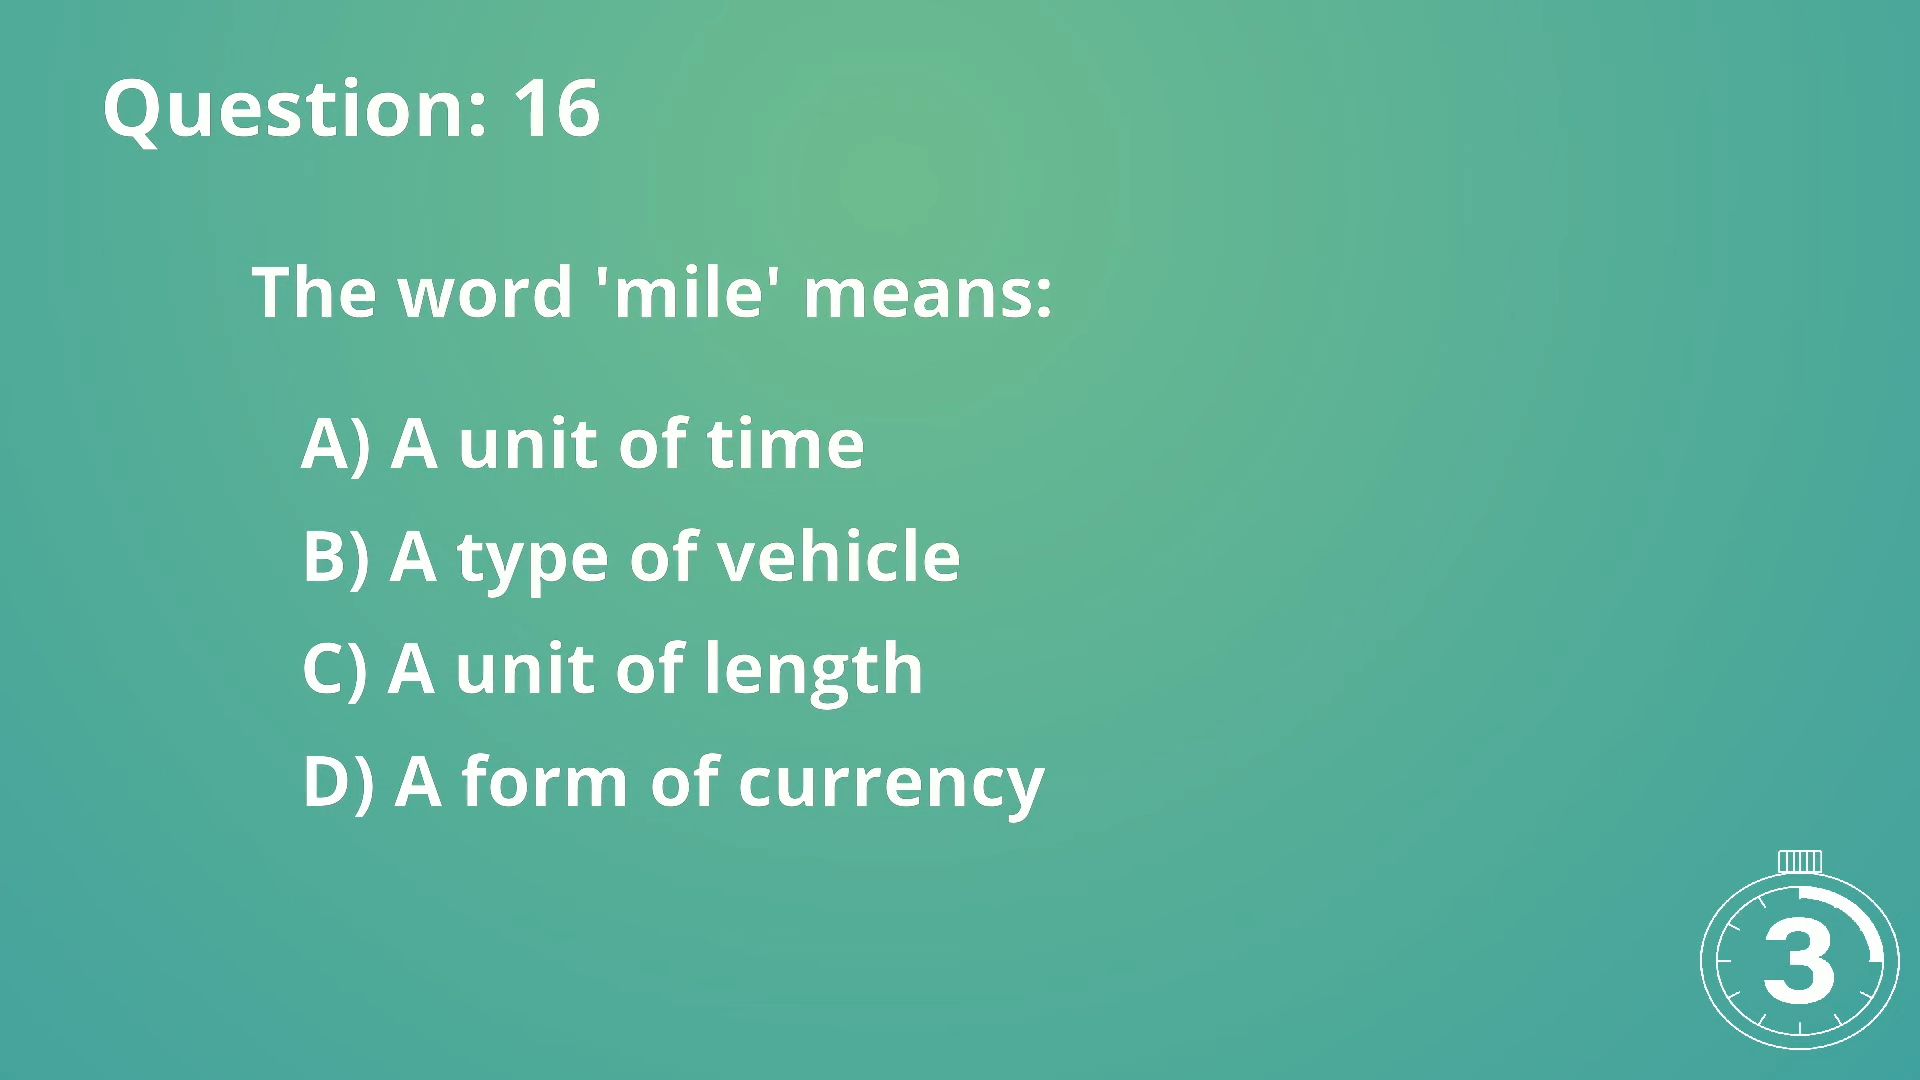 Question: 16
The word 'mile' means:
A) A unit of time
B) A type of vehicle
C) A unit of length
D) A form of currency
3